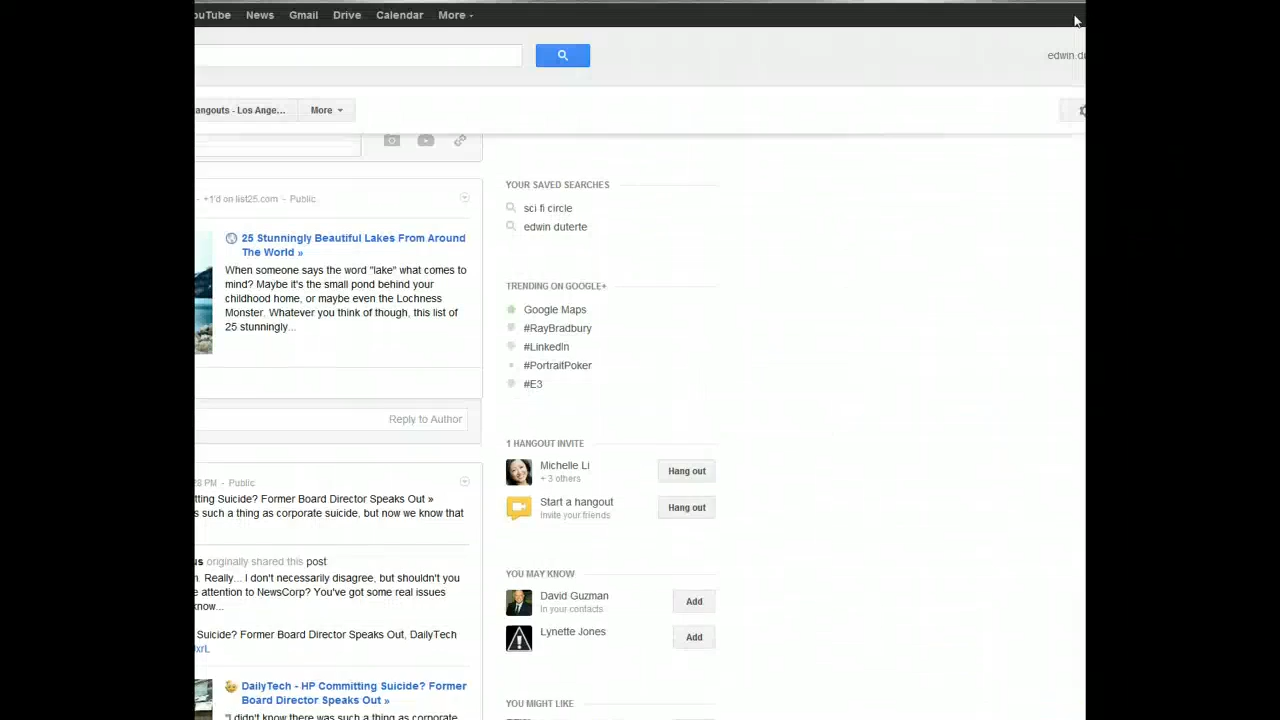 ouTube News Gmail Drive Calendar More
edwin.du
angouts - Los Ange... More
- +1'd on list25.com - Public
25 Stunningly Beautiful Lakes From Around
The World »
When someone says the word "lake" what comes to
mind? Maybe it's the small pond behind your
childhood home, or maybe even the Lochness
Monster. Whatever you think of though, this list of
25 stunningly...
Reply to Author
28 PM - Public
tting Suicide? Former Board Director Speaks Out »
s such a thing as corporate suicide, but now we know that
us originally shared this post
n. Really... I don't necessarily disagree, but shouldn't you
e attention to NewsCorp? You've got some real issues
know...
Suicide? Former Board Director Speaks Out, DailyTech
xrL
DailyTech - HP Committing Suicide? Former
Board Director Speaks Out »
"I didn't know there was such a thing as corporate
YOUR SAVED SEARCHES
sci fi circle
edwin duterte
TRENDING ON GOOGLE+
Google Maps
#RayBradbury
#LinkedIn
#PortraitPoker
#E3
1 HANGOUT INVITE
Michelle Li
+ 3 others
Hang out
Start a hangout
Invite your friends
Hang out
YOU MAY KNOW
David Guzman
In your contacts
Add
Lynette Jones
Add
YOU MIGHT LIKE